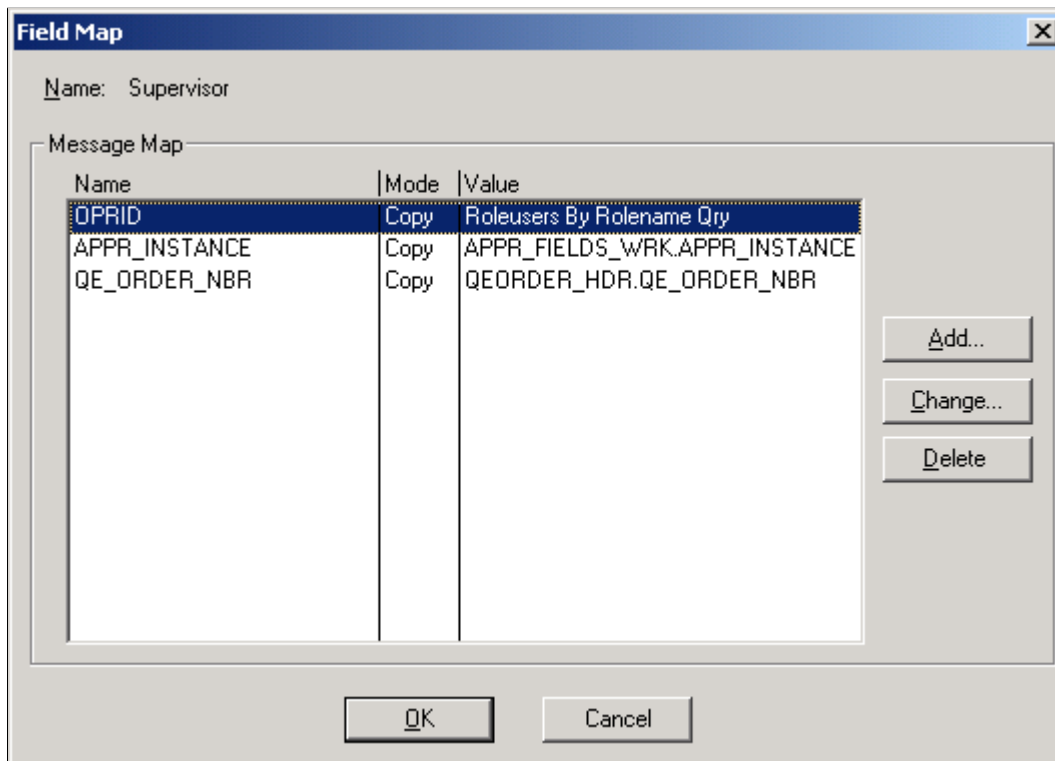 Field Map
Name: Supervisor
Message Map
Name Mode Value
OPRID Copy Roleusers By Rolename Qry
APPR_INSTANCE Copy APPR_FIELDS_WRK.APPR_INSTANCE
QE_ORDER_NBR Copy QEORDER_HDR.QE_ORDER_NBR
Add...
Change...
Delete
OK Cancel